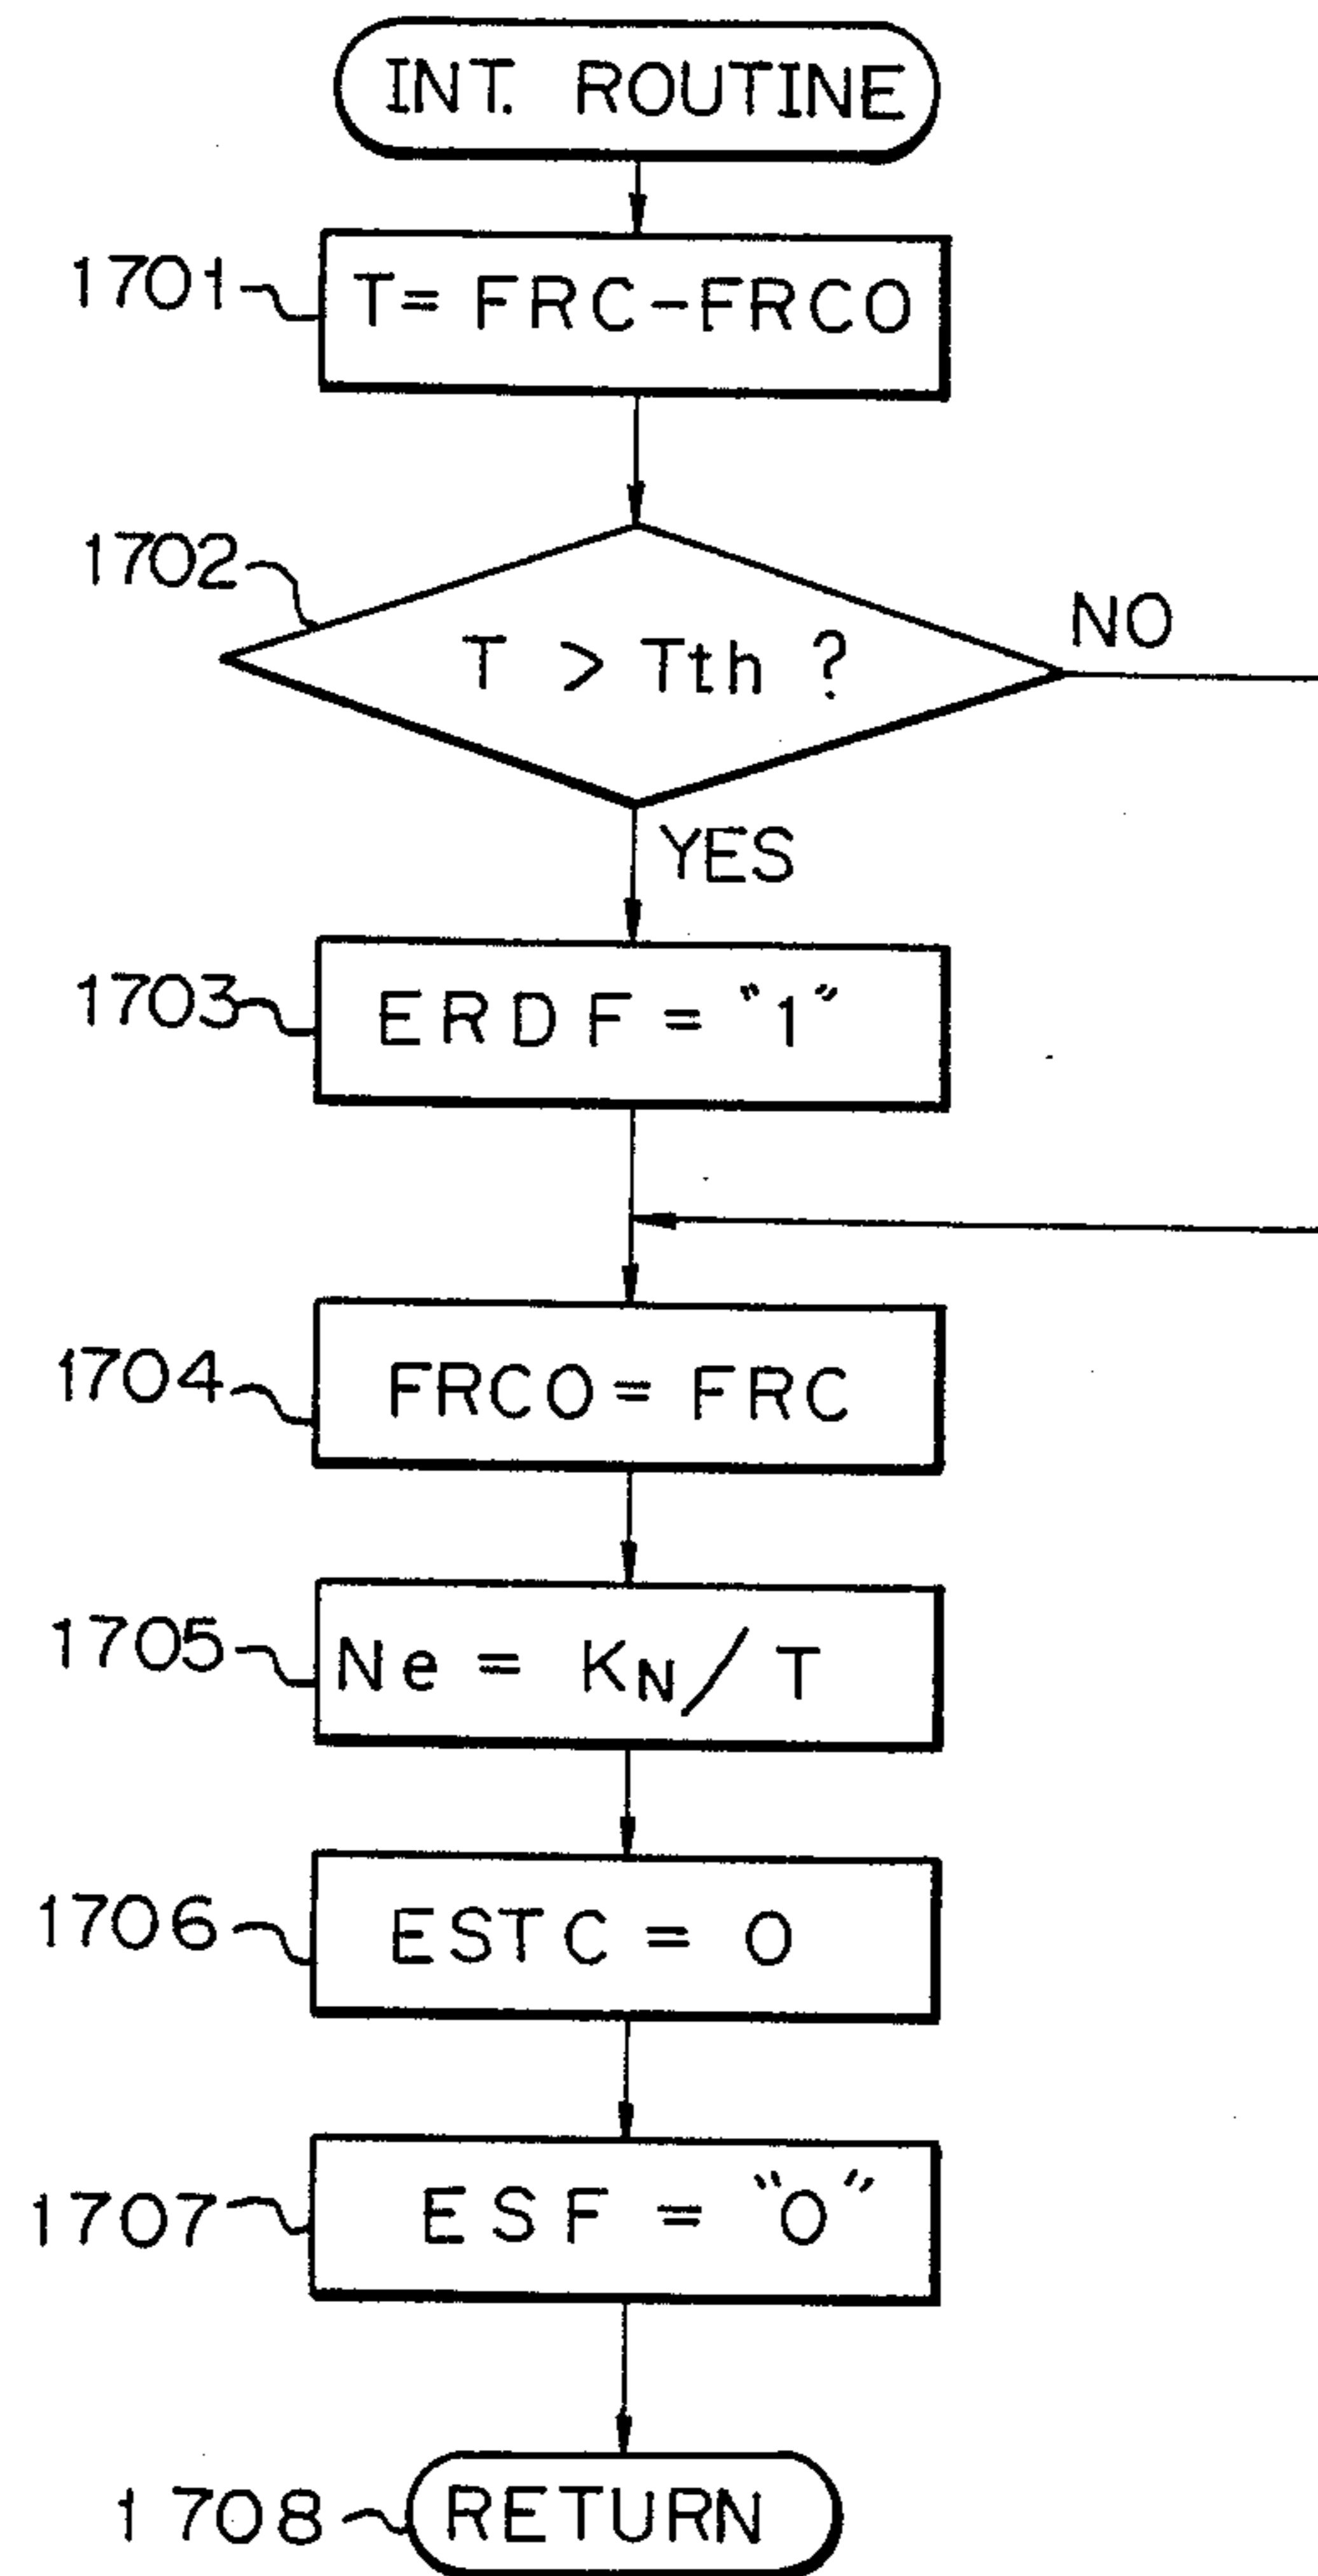 INT. ROUTINE
1701
T = FRC-FRCO
1702
T > Tth ?
NO
YES
1703
ERDF = "1"
1704
FRCO = FRC
1705
Ne = KN/T
1706
ESTC = 0
1707
ESF = "0"
1708
RETURN